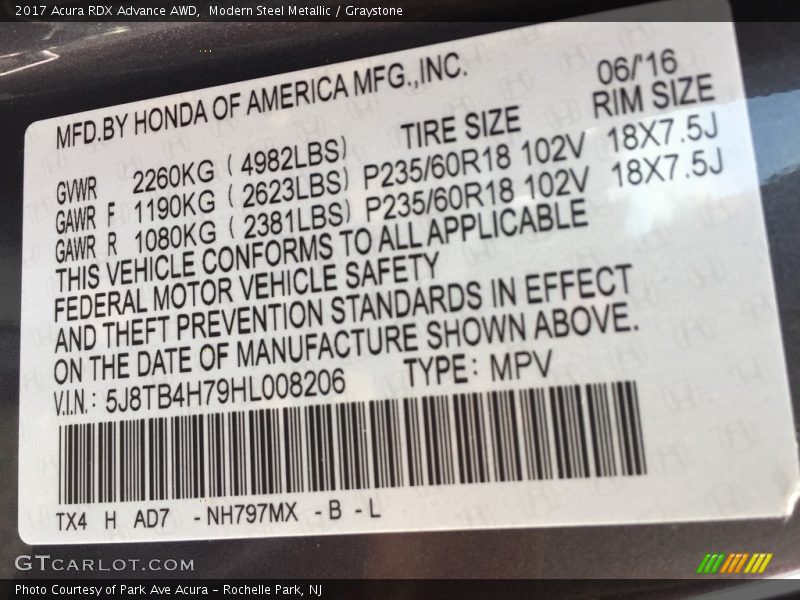 2017 Acura RDX Advance AWD,  Modern Steel Metallic / Graystone
MFD.BY HONDA OF AMERICA MFG.,INC. 06/'16
TIRE SIZE RIM SIZE
GVWR 2260KG ( 4982LBS)
GAWR F 1190KG ( 2623LBS) P235/60R18 102V 18X7.5J
GAWR R 1080KG ( 2381LBS) P235/60R18 102V 18X7.5J
THIS VEHICLE CONFORMS TO ALL APPLICABLE
FEDERAL MOTOR VEHICLE SAFETY
AND THEFT PREVENTION STANDARDS IN EFFECT
ON THE DATE OF MANUFACTURE SHOWN ABOVE.
V.I.N.: 5J8TB4H79HL008206 TYPE: MPV
TX4 H AD7 -NH797MX -B -L
GTCARLOT.COM
Photo Courtesy of Park Ave Acura – Rochelle Park, NJ